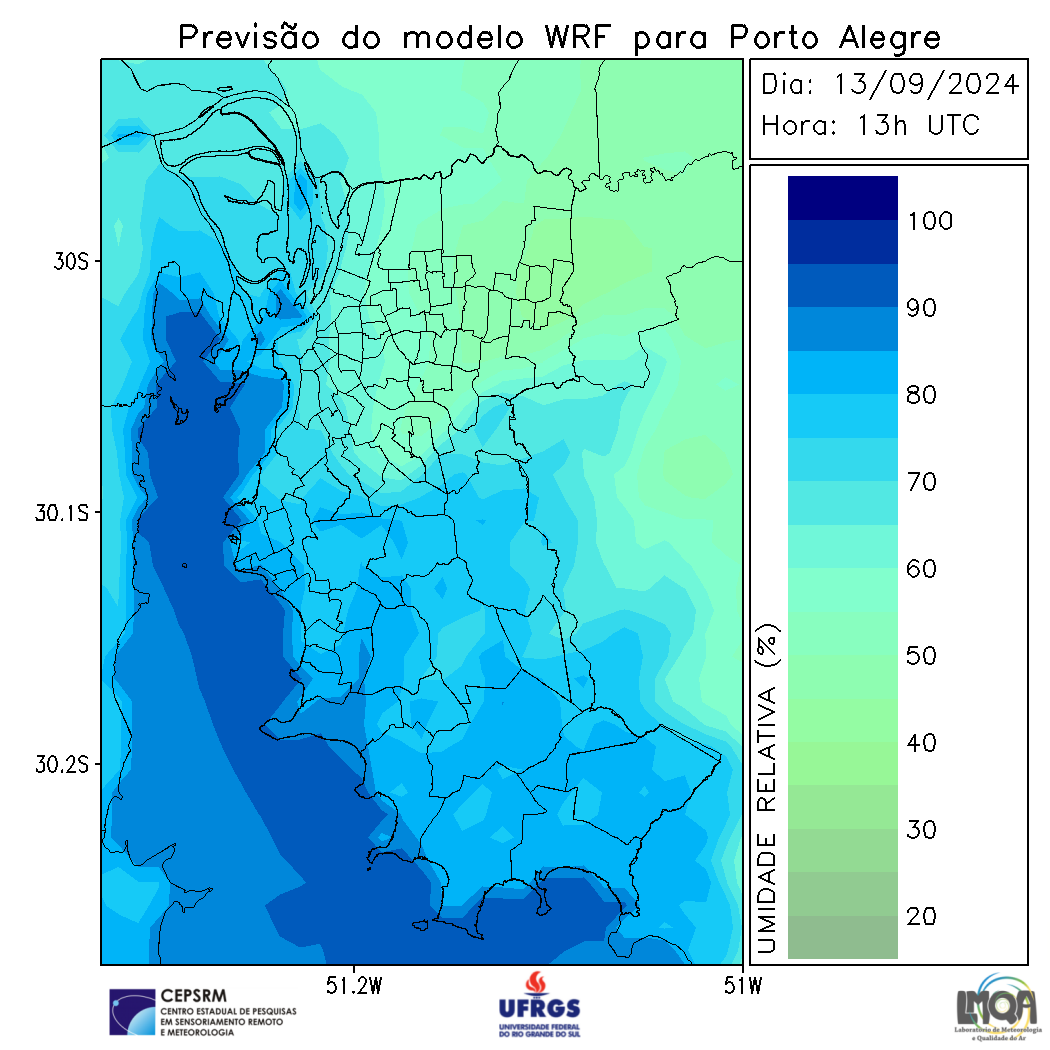 Previsão do modelo WRF para Porto Alegre
Dia: 13/09/2024
Hora: 13h UTC
30S
30.1S
30.2S
51.2W
51W
UMIDADE RELATIVA (%)
100
90
80
70
60
50
40
30
20
CEPSRM
CENTRO ESTADUAL DE PESQUISAS
EM SENSORIAMENTO REMOTO
E METEOROLOGIA
UFRGS
UNIVERSIDADE FEDERAL
DO RIO GRANDE DO SUL
LMQA
Laboratório de Meteorologia
e Qualidade do Ar